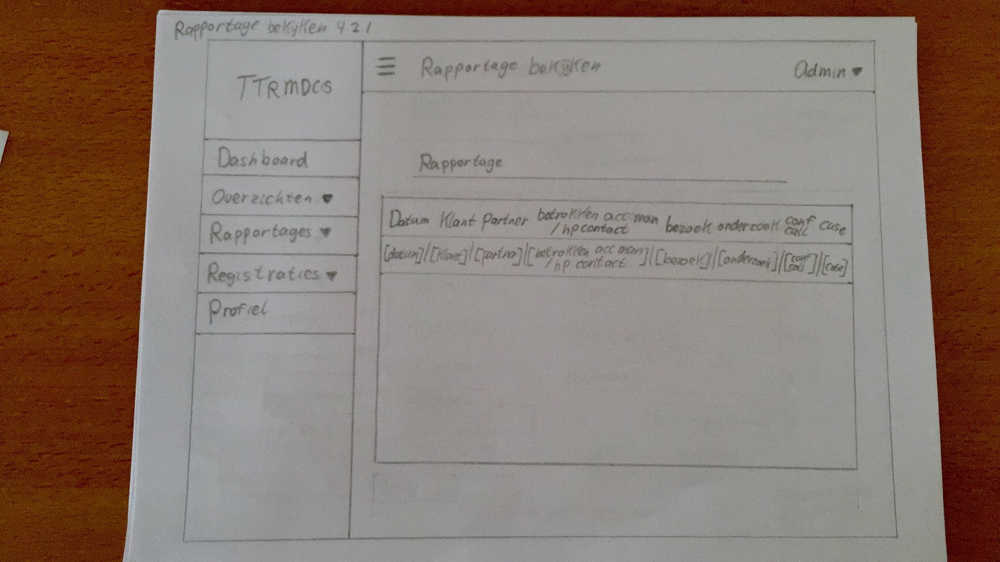 Rapportage bekijken 4.2.1
TTRMDCS
Rapportage bekijken
Admin
Dashboard
Overzichten
Rapportages
Registraties
Profiel
Rapportage
Datum Klant Partner betrokken acc man / hp contact bezoek onderzoek conf call case
[datum]/[Klant]/[partner]/[betrokken acc man / hp contact]/[bezoek]/[onderzoek]/[conf call]/[case]